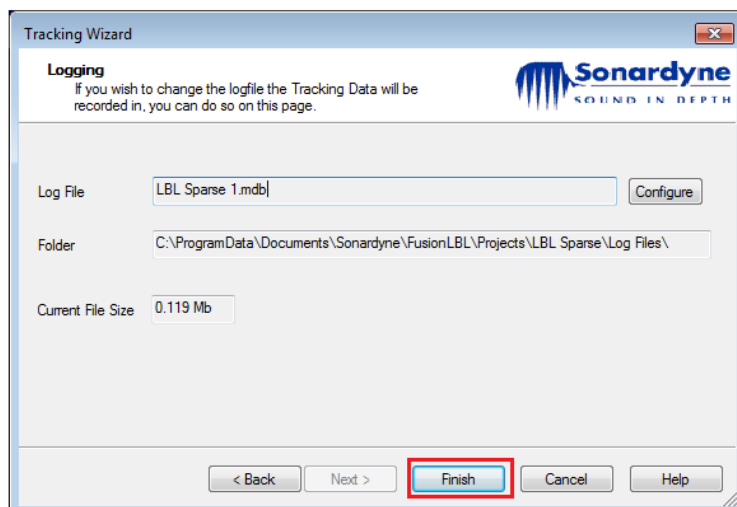 Tracking Wizard
Logging
If you wish to change the logfile the Tracking Data will be
recorded in, you can do so on this page.
Sonardyne
SOUND IN DEPTH
Log File
LBL Sparse 1.mdb
Configure
Folder
C:\ProgramData\Documents\Sonardyne\FusionLBL\Projects\LBL Sparse\Log Files\
Current File Size
0.119 Mb
< Back
Next >
Finish
Cancel
Help